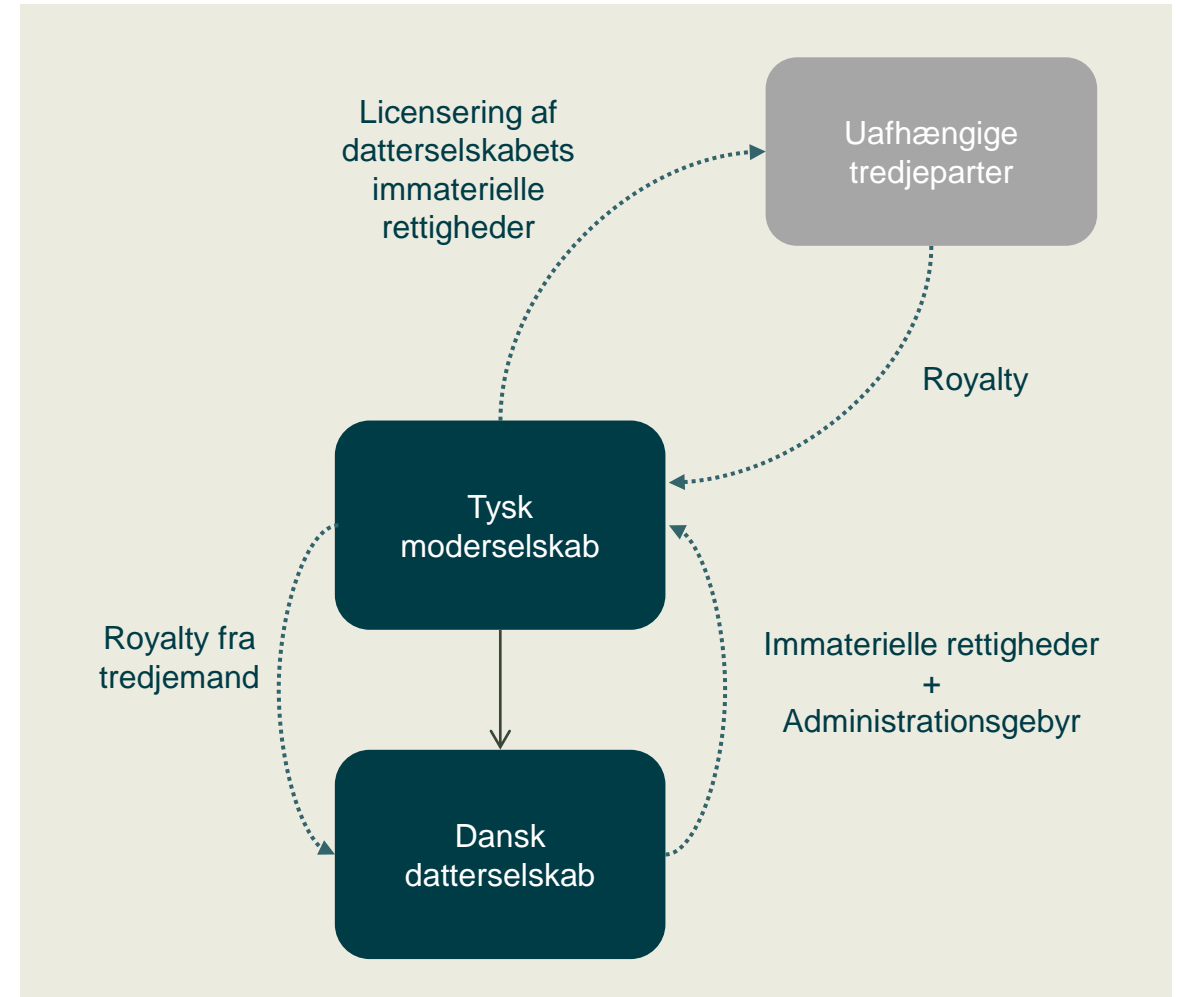 Licensering af
datterselskabets
immaterielle
rettigheder
Uafhængige
tredjeparter
Royalty
Tysk
moderselskab
Royalty fra
tredjemand
Immaterielle rettigheder
+
Administrationsgebyr
Dansk
datterselskab